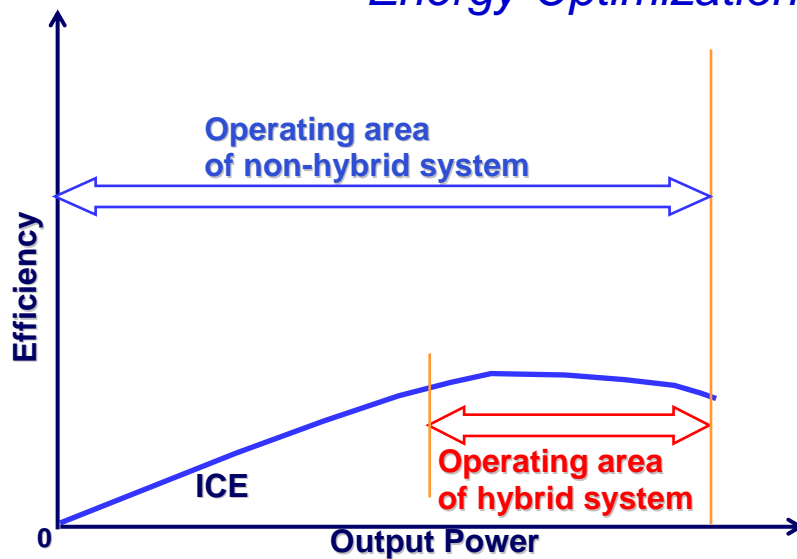 Energy Optimization
Operating area
of non-hybrid system
Efficiency
ICE
Operating area
of hybrid system
0
Output Power